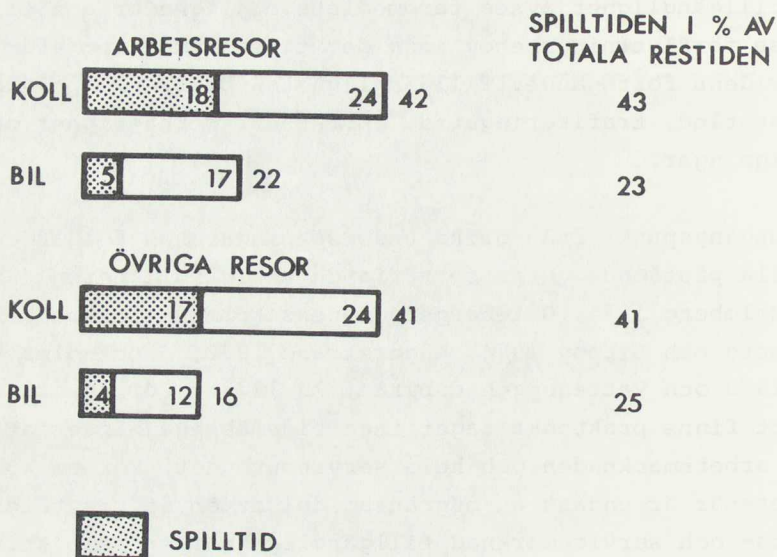 SPILLTIDEN I % AV
ARBETSRESOR TOTALA RESTIDEN
KOLL 18 24 42 43
BIL 5 17 22 23
ÖVRIGA RESOR
KOLL 17 24 41 41
BIL 4 12 16 25
SPILLTID